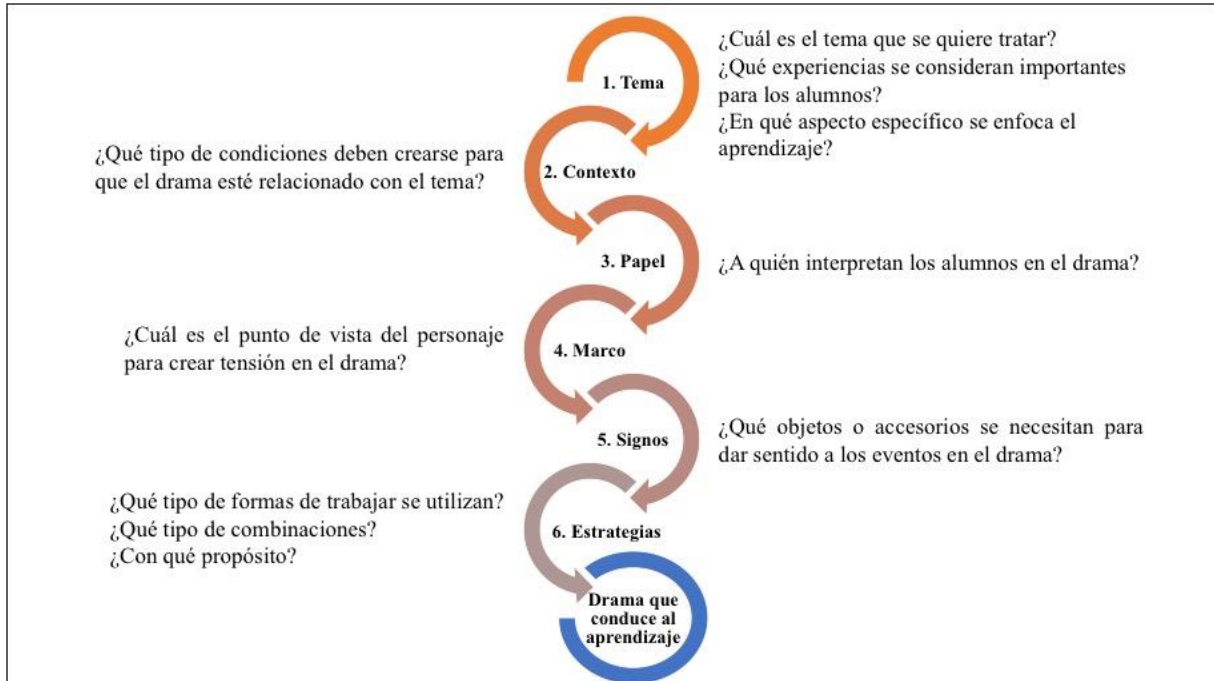 1. Tema
¿Cuál es el tema que se quiere tratar?
¿Qué experiencias se consideran importantes
para los alumnos?
¿En qué aspecto específico se enfoca el
aprendizaje?
¿Qué tipo de condiciones deben crearse para
que el drama esté relacionado con el tema?
2. Contexto
3. Papel
¿A quién interpretan los alumnos en el drama?
¿Cuál es el punto de vista del personaje
para crear tensión en el drama?
4. Marco
5. Signos
¿Qué objetos o accesorios se necesitan para
dar sentido a los eventos en el drama?
¿Qué tipo de formas de trabajar se utilizan?
¿Qué tipo de combinaciones?
¿Con qué propósito?
6. Estrategias
Drama que
conduce al
aprendizaje